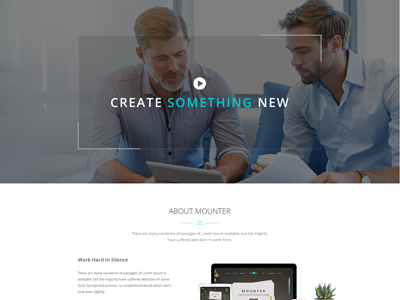 CREATE SOMETHING NEW
ABOUT MOUNTER
There are many variations of passages of Lorem Ipsum available, but the majority
have suffered alteration in some form.
Work Hard In Silence
There are many variations of passages of Lorem Ipsum
available, but the majority have suffered alteration in some
form, by injected humour, or randomised words which don't
look even slightly
MOUNTER